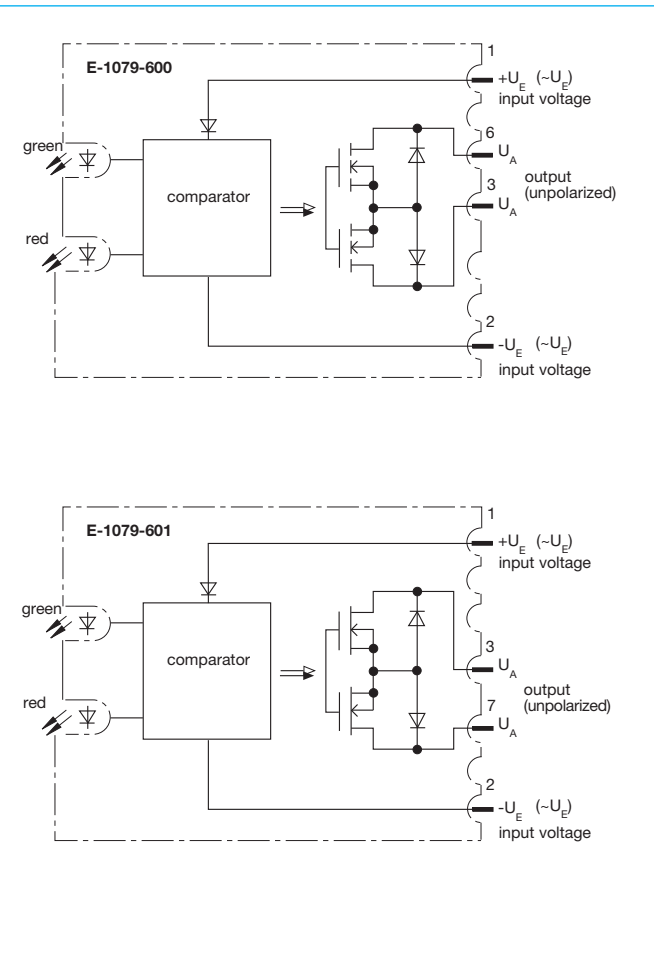 E-1079-600
1
+U_E (~U_E)
input voltage
green
6
U_A
output
(unpolarized)
comparator
3
U_A
red
2
-U_E (~U_E)
input voltage
E-1079-601
1
+U_E (~U_E)
input voltage
green
3
U_A
output
(unpolarized)
comparator
red
7
U_A
2
-U_E (~U_E)
input voltage